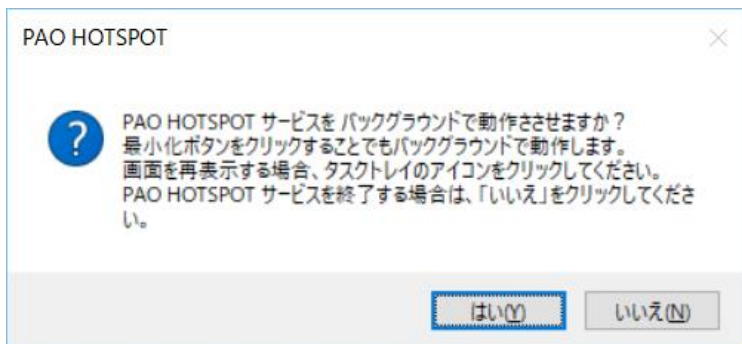 PAO HOTSPOT
PAO HOTSPOT サービスを バックグラウンドで動作させますか？
最小化ボタンをクリックすることでもバックグラウンドで動作します。
画面を再表示する場合、タスクトレイのアイコンをクリックしてください。
PAO HOTSPOT サービスを終了する場合は、「いいえ」をクリックしてくださ
い。
はい(Y) いいえ(N)